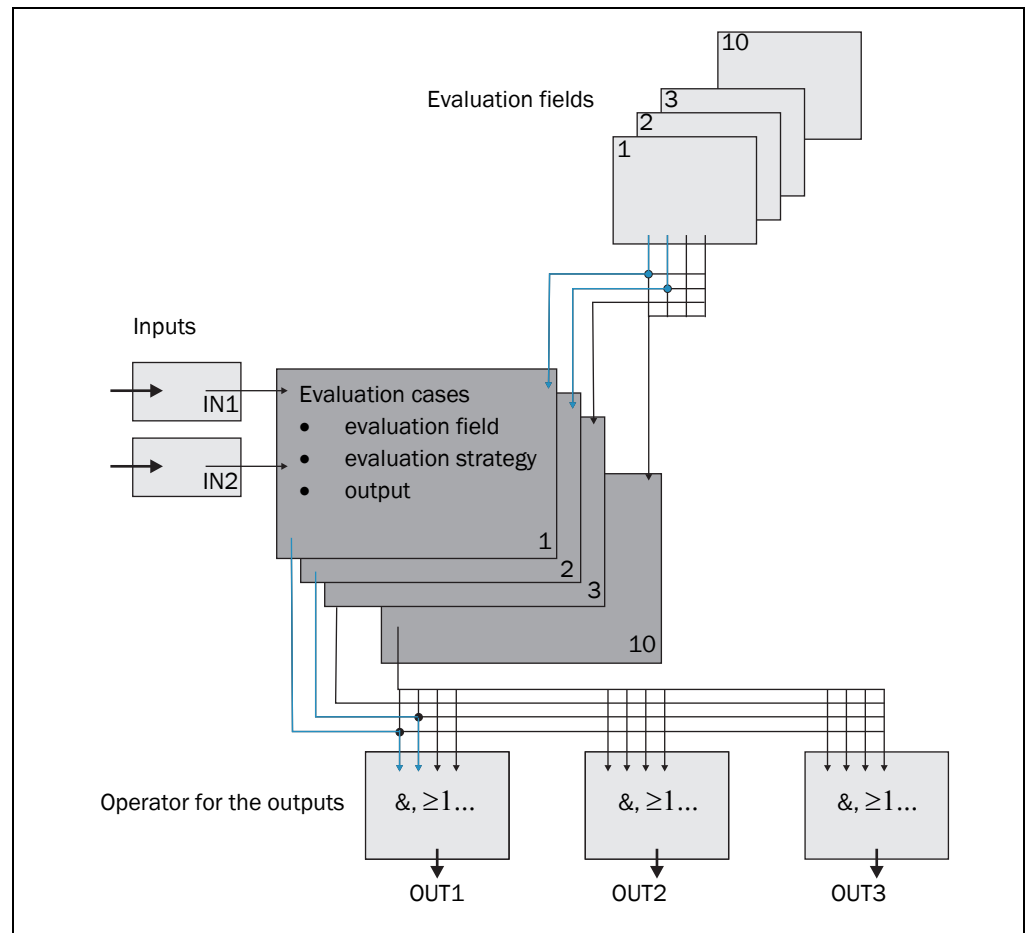 10
Evaluation fields
3
2
1
Inputs
IN1
IN2
Evaluation cases
● evaluation field
● evaluation strategy
● output
1
2
3
10
Operator for the outputs
&, ≥1...
&, ≥1...
&, ≥1...
OUT1
OUT2
OUT3